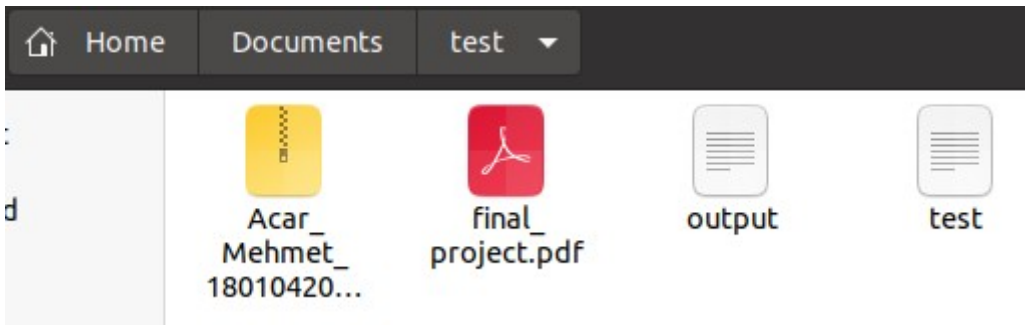 Home Documents test
d
Acar_
Mehmet_
18010420...
final_
project.pdf
output
test